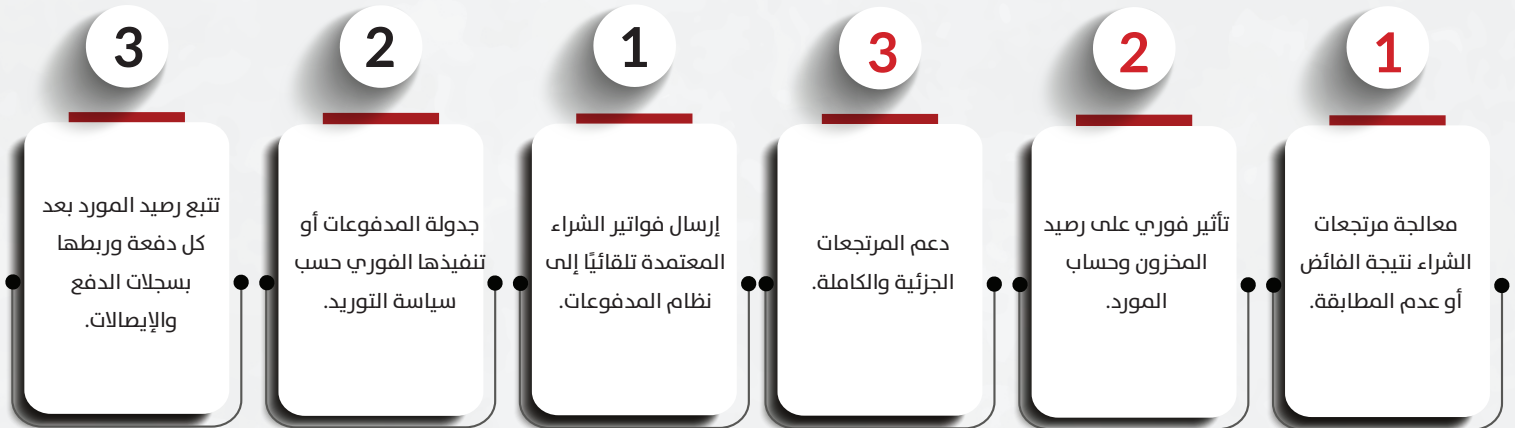 1
معالجة مرتجعات
الشراء نتيجة الفائض
أو عدم المطابقة.
2
تأثير فوري على رصيد
المخزون وحساب
المورد.
3
دعم المرتجعات
الجزئية والكاملة.
1
إرسال فواتير الشراء
المعتمدة تلقائيًا إلى
نظام المدفوعات.
2
جدولة المدفوعات أو
تنفيذها الفوري حسب
سياسة التوريد.
3
تتبع رصيد المورد بعد
كل دفعة وربطها
بسجلات الدفع
والإيصالات.